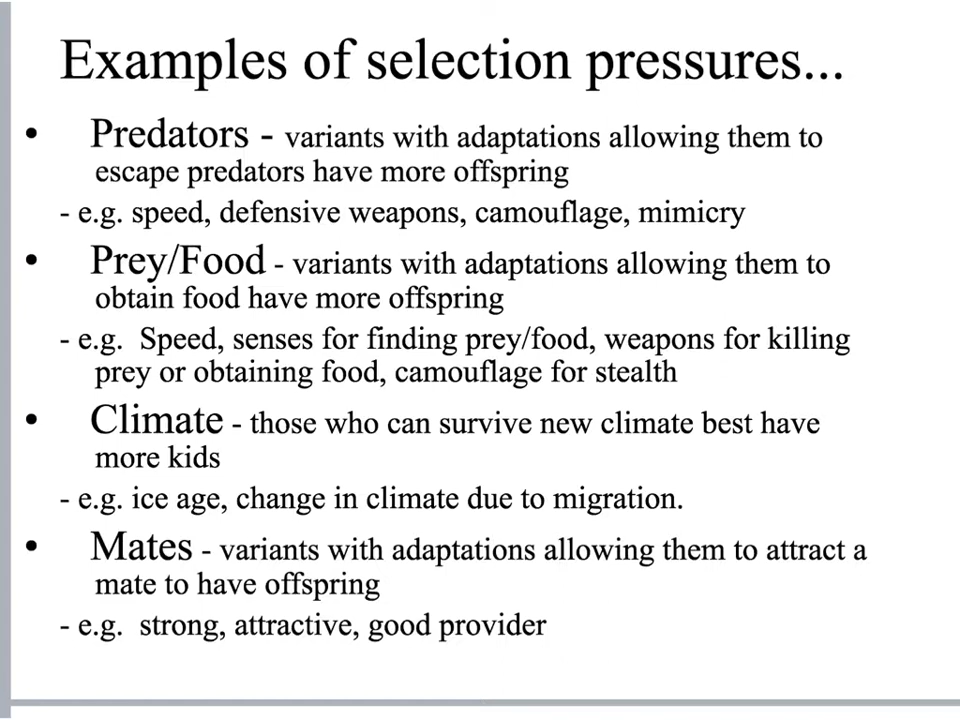 Examples of selection pressures...
• Predators - variants with adaptations allowing them to
escape predators have more offspring
- e.g. speed, defensive weapons, camouflage, mimicry
• Prey/Food - variants with adaptations allowing them to
obtain food have more offspring
- e.g.  Speed, senses for finding prey/food, weapons for killing
prey or obtaining food, camouflage for stealth
• Climate - those who can survive new climate best have
more kids
- e.g. ice age, change in climate due to migration.
• Mates - variants with adaptations allowing them to attract a
mate to have offspring
- e.g.  strong, attractive, good provider